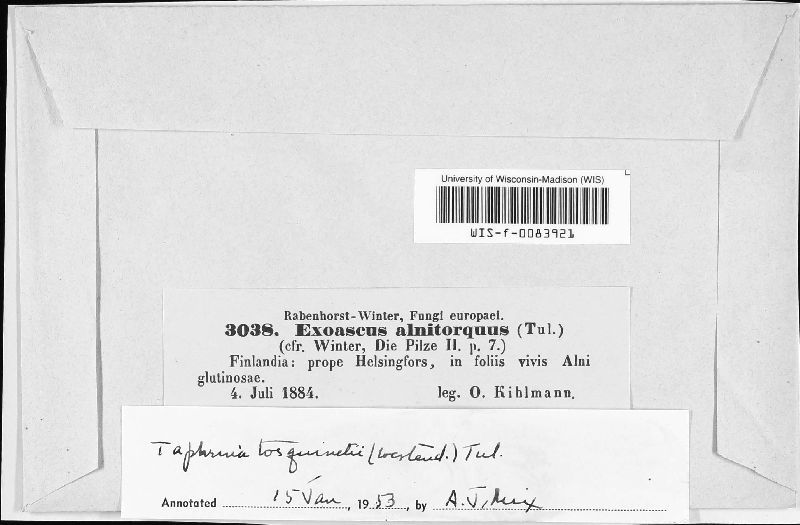 University of Wisconsin-Madison (WIS)
WIS-f-0083921
Rabenhorst-Winter, Fungi europaei.
3038. Exoascus alnitorquus (Tul.)
(cfr. Winter, Die Pilze II. p. 7.)
Finlandia: prope Helsingfors, in foliis vivis Alni
glutinosae.
4. Juli 1884. leg. O. Kihlmann.
Taphrina tosquinetii (Westend.) Tul.
Annotated 15 Jan, 1953, by A. J. Mix